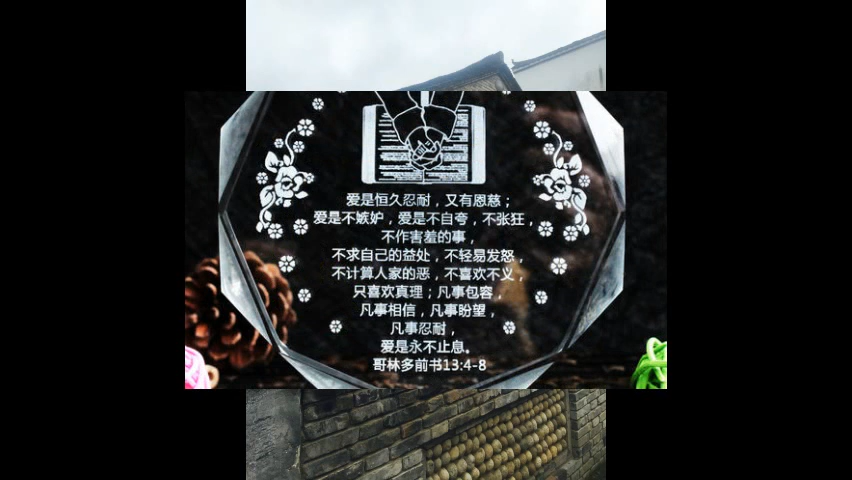 爱是恒久忍耐，又有恩慈；
爱是不嫉妒，爱是不自夸，不张狂，
不作害羞的事，
不求自己的益处，不轻易发怒，
不计算人家的恶，不喜欢不义，
只喜欢真理；凡事包容，
凡事相信，凡事盼望，
凡事忍耐，
爱是永不止息。
哥林多前书13:4-8